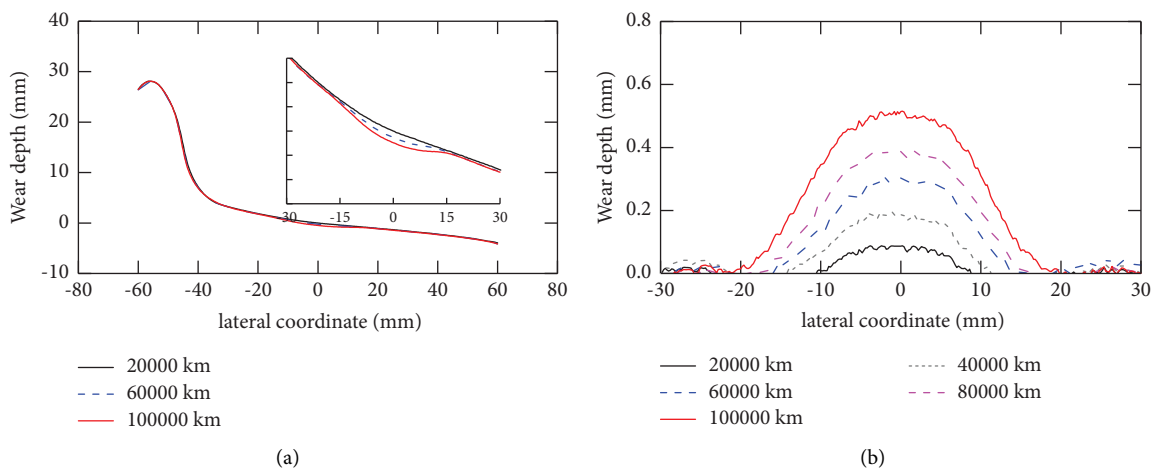 40
30
20
10
0
-10
Wear depth (mm)
30
-15
0
15
30
-80 -60 -40 -20 0 20 40 60 80
lateral coordinate (mm)
20000 km
60000 km
100000 km
(a)
0.8
0.6
0.4
0.2
0.0
Wear depth (mm)
-30 -20 -10 0 10 20 30
lateral coordinate (mm)
20000 km 40000 km
60000 km 80000 km
100000 km
(b)